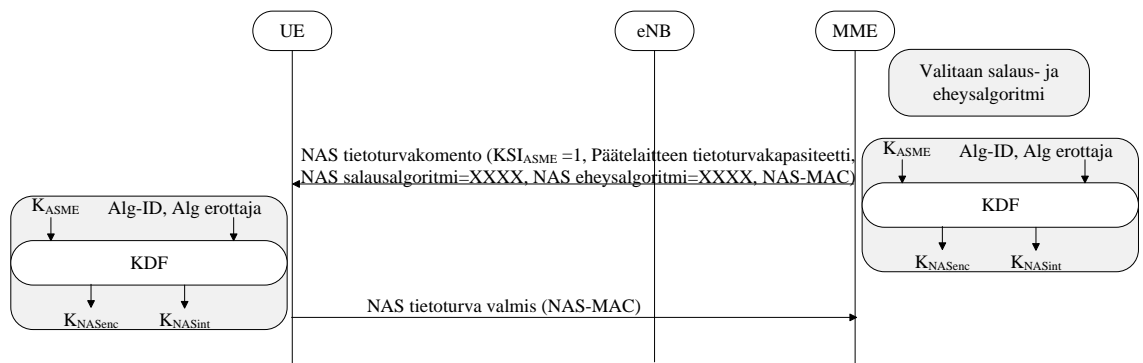 UE
eNB
MME
Valitaan salaus- ja
eheysalgoritmi
NAS tietoturvakomento (KSIASME =1, Päätelaitteen tietoturvakapasiteetti,
NAS salausalgoritmi=XXXX, NAS eheysalgoritmi=XXXX, NAS-MAC)
KASME
Alg-ID, Alg erottaja
KDF
KNASenc
KNASint
KASME
Alg-ID, Alg erottaja
KDF
KNASenc
KNASint
NAS tietoturva valmis (NAS-MAC)